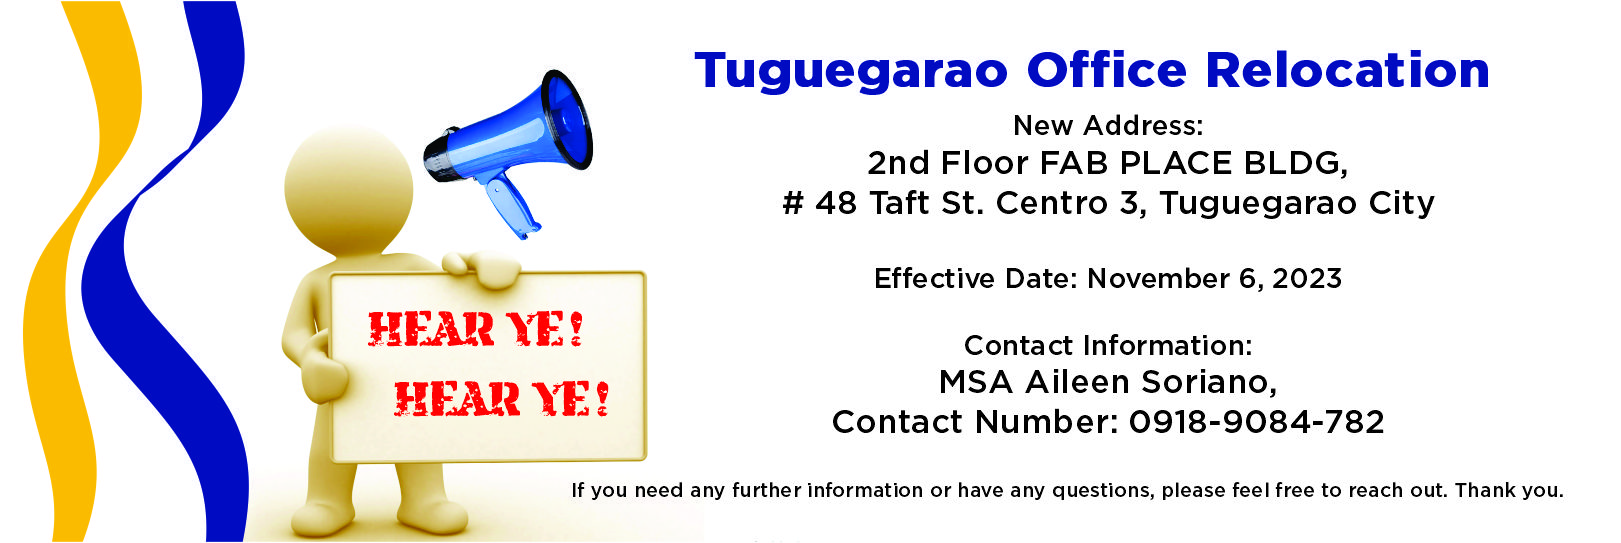 Tuguegarao Office Relocation
New Address:
2nd Floor FAB PLACE BLDG,
# 48 Taft St. Centro 3, Tuguegarao City
Effective Date: November 6, 2023
Contact Information:
MSA Aileen Soriano,
Contact Number: 0918-9084-782
If you need any further information or have any questions, please feel free to reach out. Thank you.
HEAR YE!
HEAR YE!